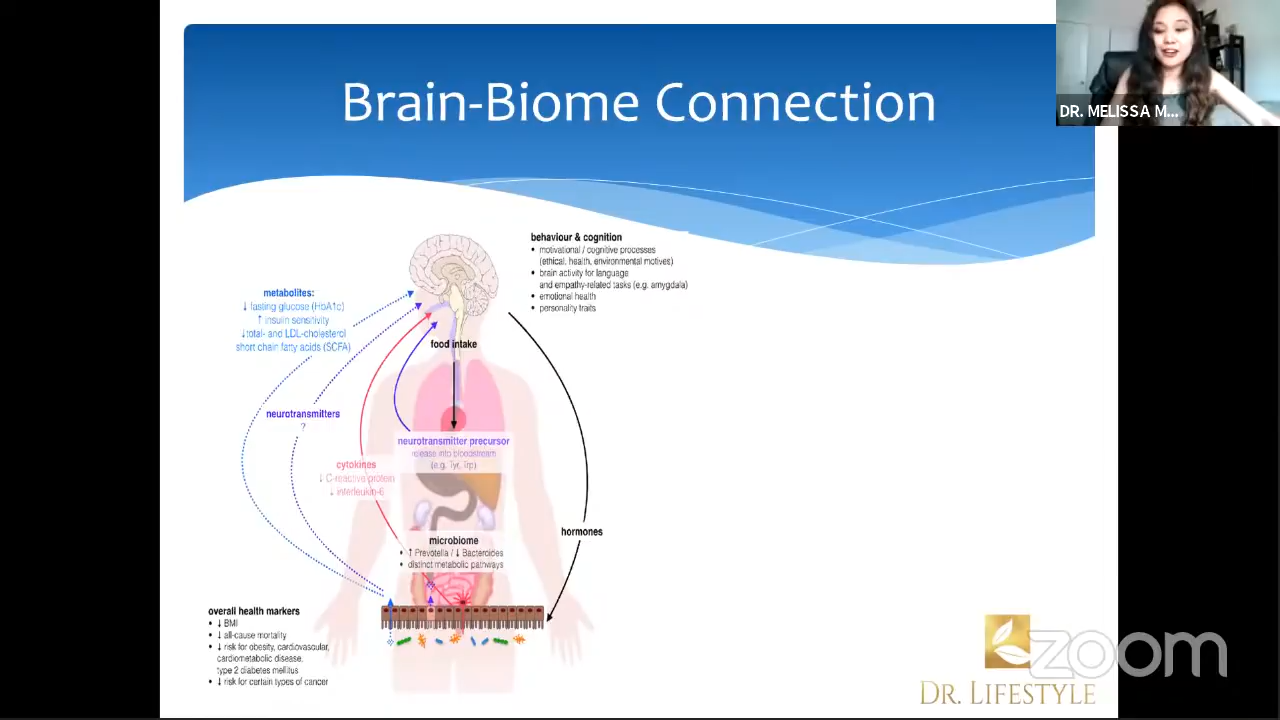 Brain-Biome Connection
DR. MELISSA M...
behaviour & cognition
• motivational / cognitive processes
(ethical, health, environmental motives)
• brain activity for language
and empathy-related tasks (e.g. amygdala)
• emotional health
• personality traits
metabolites:
↓ fasting glucose (HbA1c)
↑ insulin sensitivity
↓total- and LDL-cholesterol
short chain fatty acids (SCFA)
food intake
neurotransmitters
?
neurotransmitter precursor
release into bloodstream
(e.g. Tyr, Trp)
cytokines
↓ C-reactive protein
↓ interleukin-6
hormones
microbiome
• ↑ Prevotella / ↓ Bacteroides
• distinct metabolic pathways
overall health markers
• ↓ BMI
• ↓ all-cause mortality
• ↓ risk for obesity, cardiovascular,
cardiometabolic disease,
type 2 diabetes mellitus
• ↓ risk for certain types of cancer
zoom
DR. LIFESTYLE